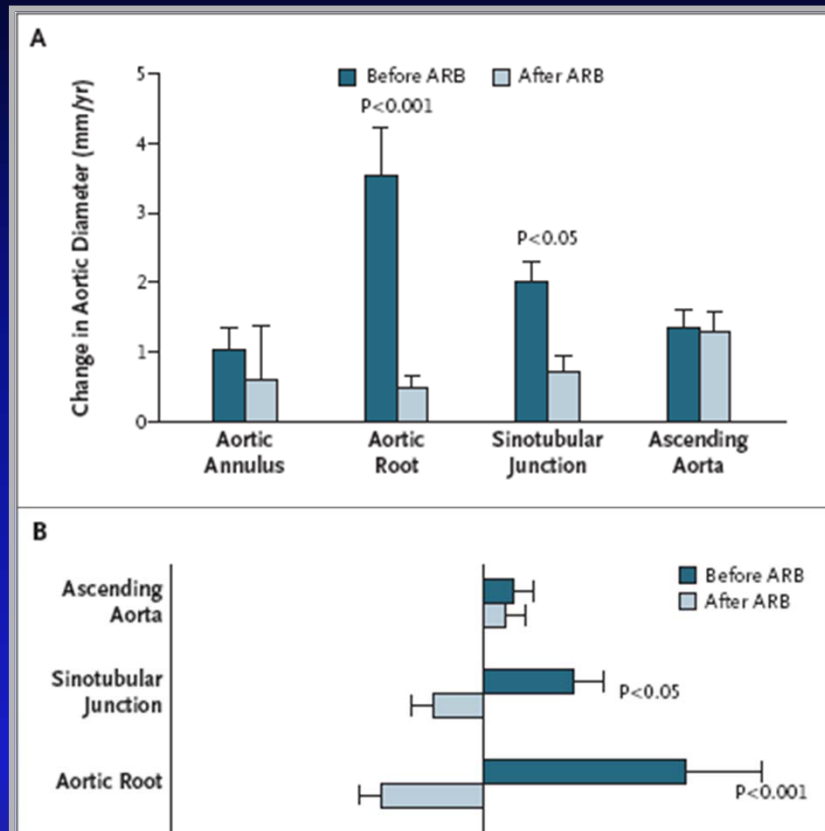 A
Before ARB
After ARB
P<0.001
P<0.05
Change in Aortic Diameter (mm/yr)
5
4
3
2
1
0
Aortic
Annulus
Aortic
Root
Sinotubular
Junction
Ascending
Aorta
B
Before ARB
After ARB
Ascending
Aorta
Sinotubular
Junction
P<0.05
Aortic Root
P<0.001